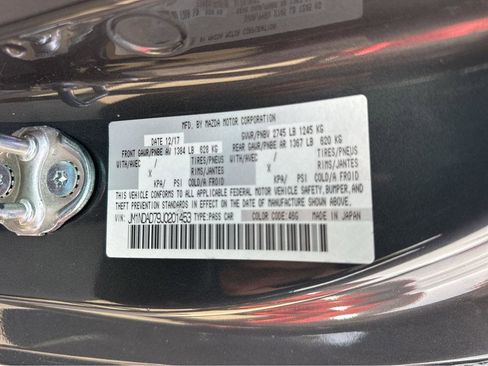 MFD. BY MAZDA MOTOR CORPORATION
DATE 12/17 GVWR/PNBV 2745 LB 1245 KG
FRONT GAWR/PNBE AV 1384 LB 628 KG REAR GAWR/PNBE AR 1367 LB 620 KG
WITH/AVEC TIRES/PNEUS WITH/AVEC TIRES/PNEUS
RIMS/JANTES RIMS/JANTES
KPA/ PSI COLD/A FROID KPA/ PSI COLD/A FROID
THIS VEHICLE CONFORMS TO ALL APPLICABLE FEDERAL MOTOR VEHICLE SAFETY, BUMPER, AND
THEFT PREVENTION STANDARDS IN EFFECT ON THE DATE OF MANUFACTURE SHOWN ABOVE.
VIN: JM1NDAD79J0201453 TYPE:PASS CAR COLOR CODE:46G MADE IN JAPAN